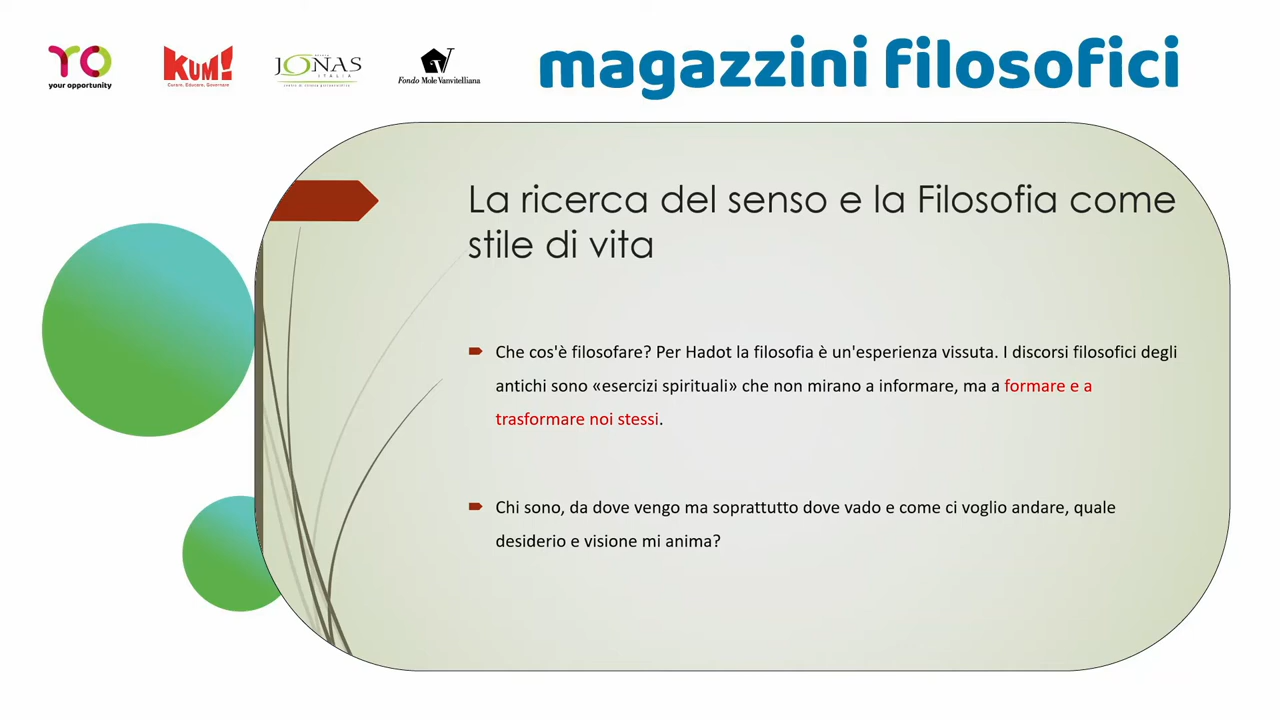 YO
your opportunity
KUM!
Curare, Educare, Governare
JONAS
ITALIA
Fondo Mole Vanvitelliana
magazzini filosofici
La ricerca del senso e la Filosofia come
stile di vita
Che cos'è filosofare? Per Hadot la filosofia è un'esperienza vissuta. I discorsi filosofici degli
antichi sono «esercizi spirituali» che non mirano a informare, ma a formare e a
trasformare noi stessi.
Chi sono, da dove vengo ma soprattutto dove vado e come ci voglio andare, quale
desiderio e visione mi anima?